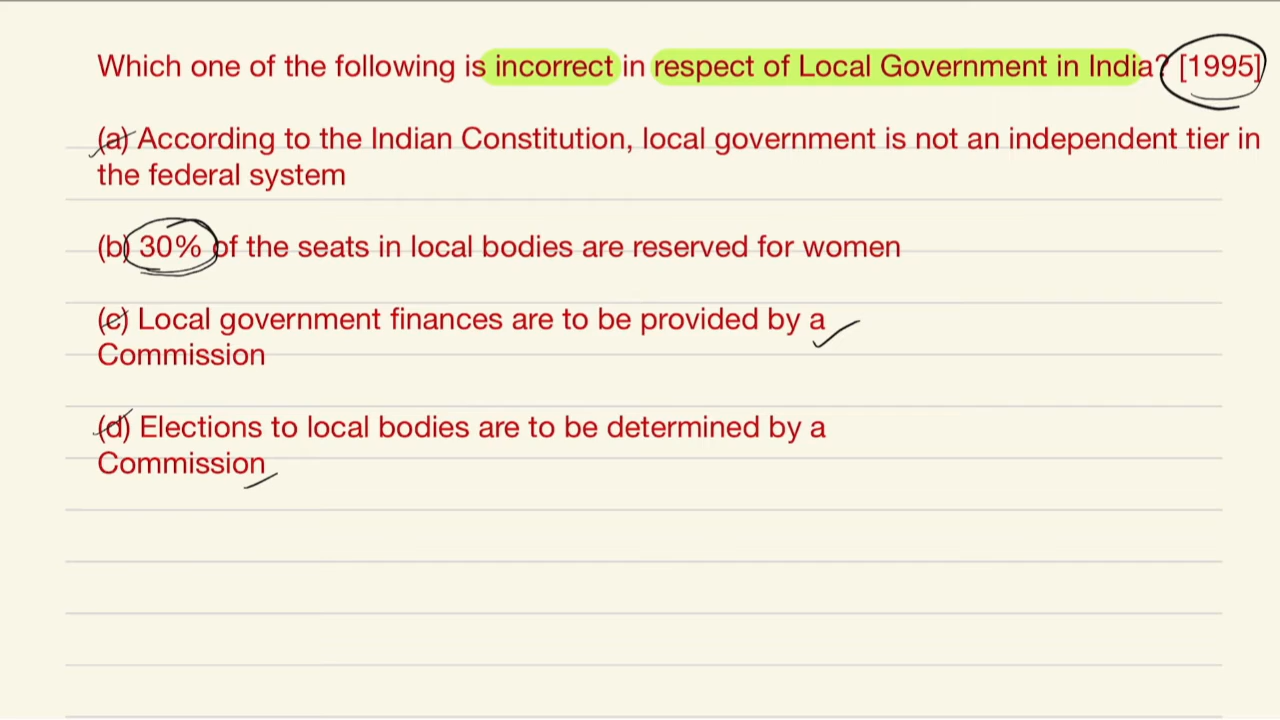 Which one of the following is incorrect in respect of Local Government in India? [1995]
(a) According to the Indian Constitution, local government is not an independent tier in
the federal system
(b) 30% of the seats in local bodies are reserved for women
(c) Local government finances are to be provided by a
Commission
(d) Elections to local bodies are to be determined by a
Commission